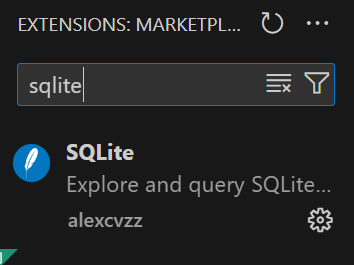 EXTENSIONS: MARKETPL...
sqlite
SQLite
Explore and query SQLite...
alexcvzz